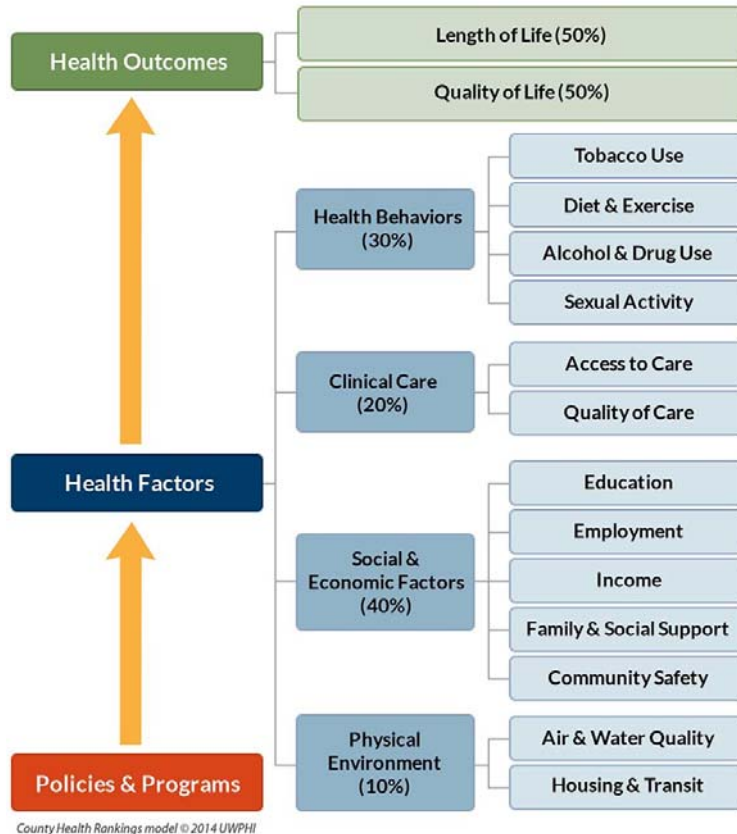 Health Outcomes
Length of Life (50%)
Quality of Life (50%)
Health Factors
Health Behaviors
(30%)
Tobacco Use
Diet & Exercise
Alcohol & Drug Use
Sexual Activity
Clinical Care
(20%)
Access to Care
Quality of Care
Social &
Economic Factors
(40%)
Education
Employment
Income
Family & Social Support
Community Safety
Physical
Environment
(10%)
Air & Water Quality
Housing & Transit
Policies & Programs
County Health Rankings model © 2014 UWPHI